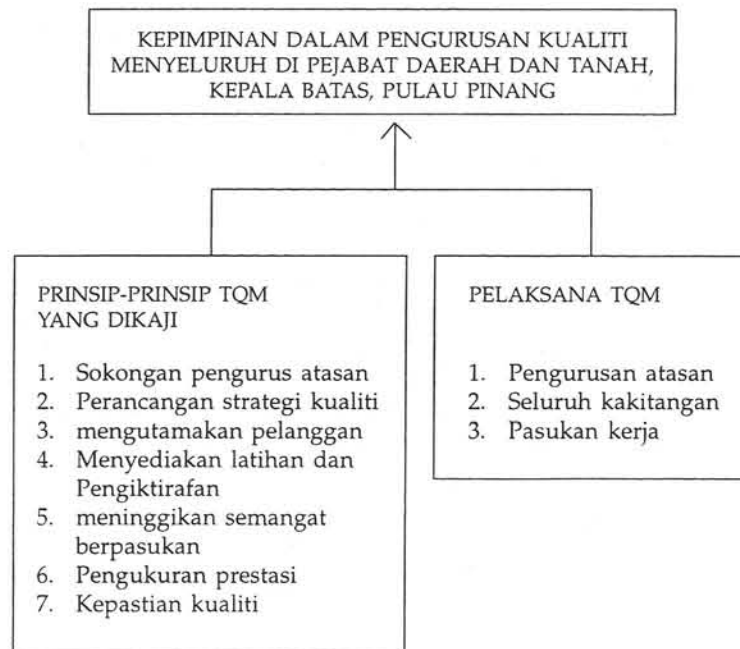 KEPIMPINAN DALAM PENGURUSAN KUALITI
MENYELURUH DI PEJABAT DAERAH DAN TANAH,
KEPALA BATAS, PULAU PINANG
PRINSIP-PRINSIP TQM
YANG DIKAJI
1. Sokongan pengurus atasan
2. Perancangan strategi kualiti
3. mengutamakan pelanggan
4. Menyediakan latihan dan
Pengiktirafan
5. meninggikan semangat
berpasukan
6. Pengukuran prestasi
7. Kepastian kualiti
PELAKSANA TQM
1. Pengurusan atasan
2. Seluruh kakitangan
3. Pasukan kerja